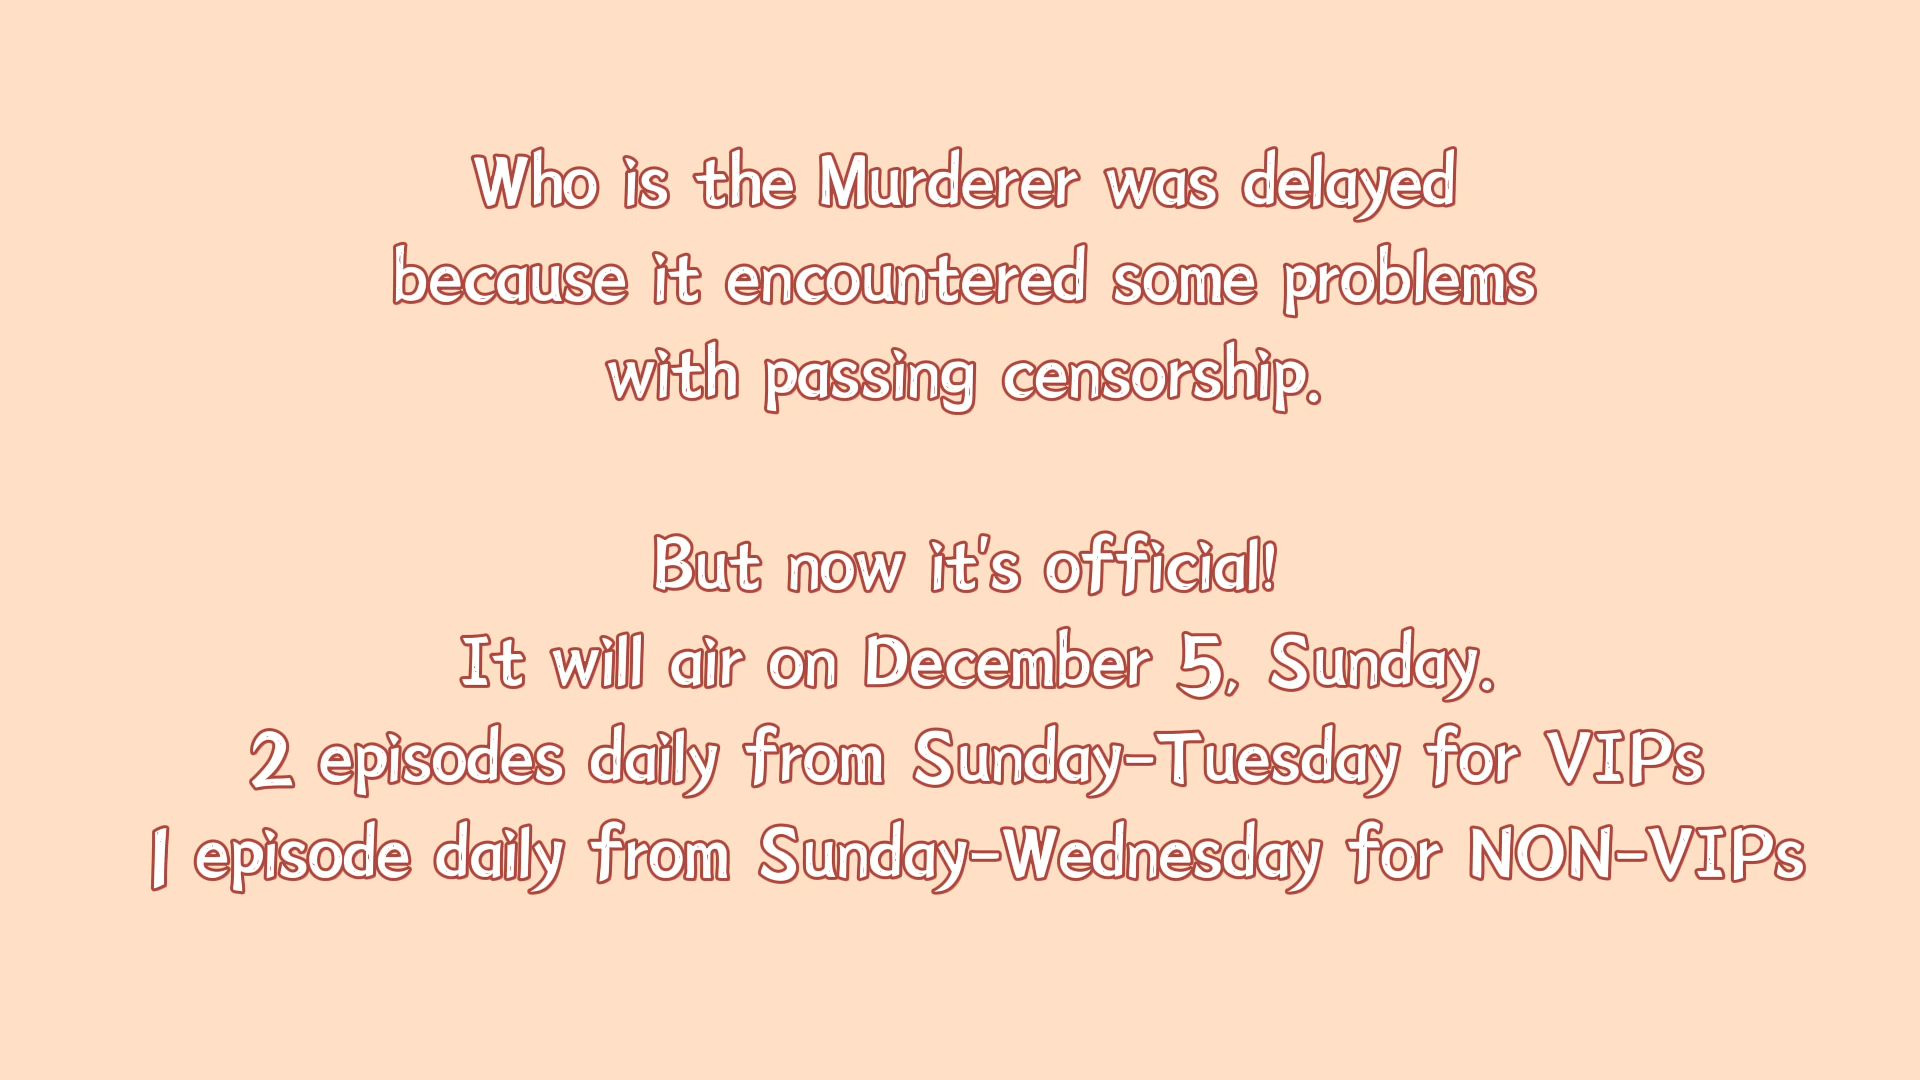 Who is the Murderer was delayed
because it encountered some problems
with passing censorship.
But now it's official!
It will air on December 5, Sunday.
2 episodes daily from Sunday-Tuesday for VIPs
1 episode daily from Sunday-Wednesday for NON-VIPs